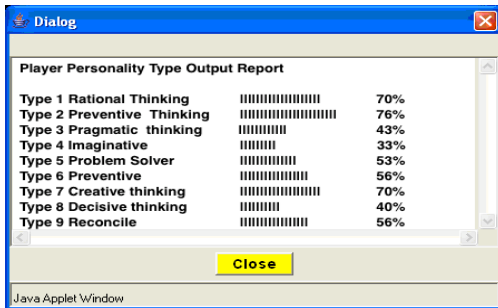 Dialog
Player Personality Type Output Report
Type 1 Rational Thinking 70%
Type 2 Preventive Thinking 76%
Type 3 Pragmatic thinking 43%
Type 4 Imaginative 33%
Type 5 Problem Solver 53%
Type 6 Preventive 56%
Type 7 Creative thinking 70%
Type 8 Decisive thinking 40%
Type 9 Reconcile 56%
Close
Java Applet Window